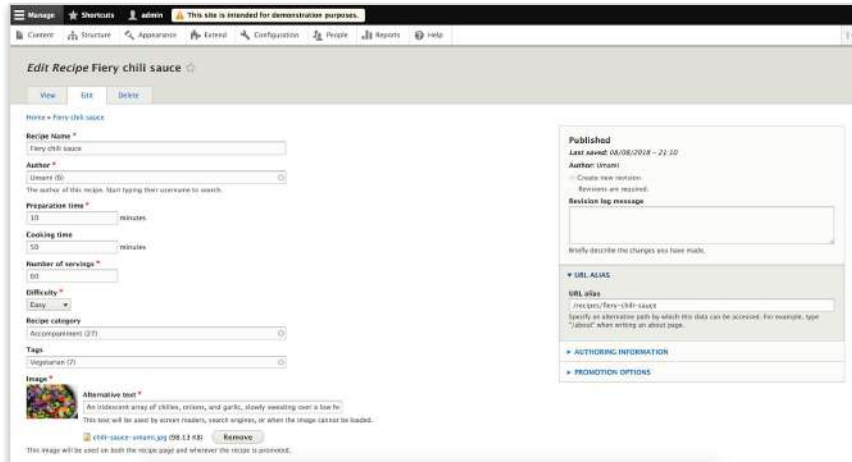 Manage Shortcuts admin This site is intended for demonstration purposes.
Content Structure Appearance Extend Configuration People Reports Help
Edit Recipe Fiery chili sauce
View Edit Delete
Home » Fiery chili sauce
Recipe Name *
Fiery chili sauce
Author *
Umami (6)
The author of this recipe. Start typing their username to search.
Preparation time *
10 minutes
Cooking time
50 minutes
Number of servings *
60
Difficulty *
Easy
Recipe category
Accompaniment (27)
Tags
Vegetarian (7)
Image *
Alternative text *
An iridescent array of chillies, onions, and garlic, slowly sweating over a low he
This text will be used by screen readers, search engines, or when the image cannot be loaded.
chili-sauce-umami.jpg (98.13 KB) Remove
This image will be used on both the recipe page and wherever the recipe is promoted.
Published
Last saved: 08/08/2018 - 21:10
Author: Umami
Create new revision
Revisions are required.
Revision log message
Briefly describe the changes you have made.
URL ALIAS
URL alias
/recipes/fiery-chili-sauce
Specify an alternative path by which this data can be accessed. For example, type
"/about" when writing an about page.
AUTHORING INFORMATION
PROMOTION OPTIONS